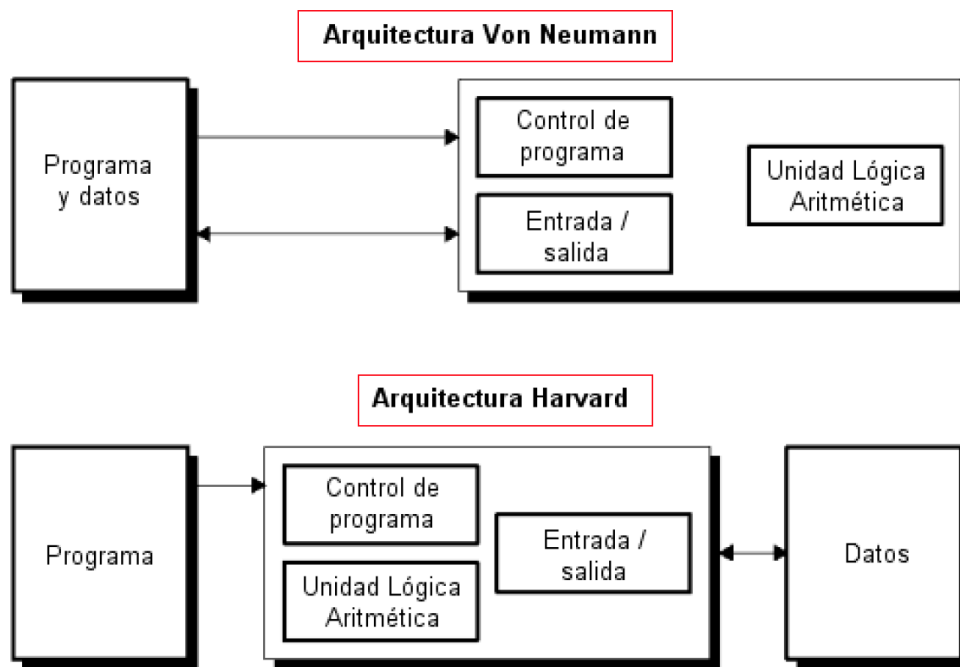 Arquitectura Von Neumann
Programa
y datos
Control de
programa
Entrada /
salida
Unidad Lógica
Aritmética
Arquitectura Harvard
Programa
Control de
programa
Unidad Lógica
Aritmética
Entrada /
salida
Datos